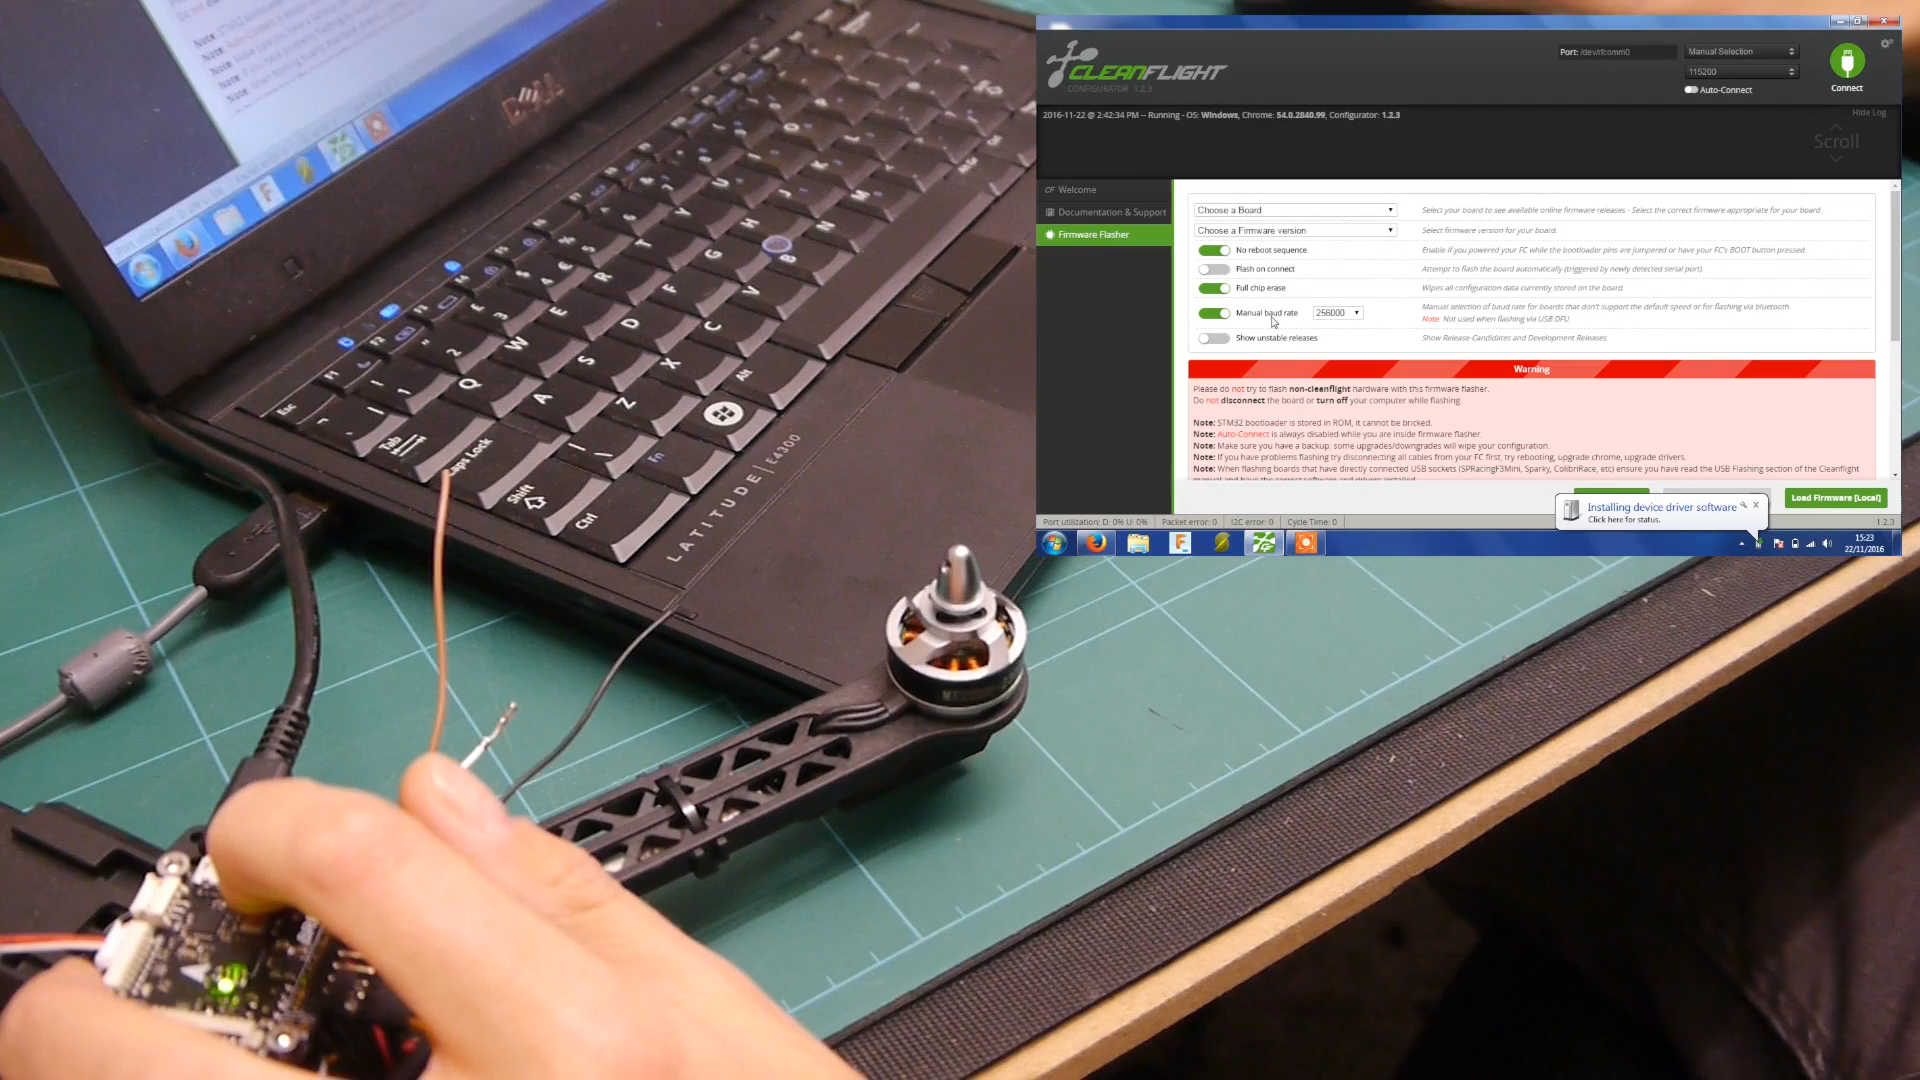 CLEANFLIGHT
CONFIGURATOR 1.2.3
Port: /dev/rfcomm0
Manual Selection
115200
Auto-Connect
Connect
2016-11-22 @ 2:42:34 PM -- Running - OS: Windows, Chrome: 54.0.2840.99, Configurator: 1.2.3
Hide Log
Scroll
CF Welcome
Documentation & Support
Firmware Flasher
Choose a Board
Select your board to see available online firmware releases - Select the correct firmware appropriate for your board.
Choose a Firmware version
Select firmware version for your board.
No reboot sequence
Enable if you powered your FC while the bootloader pins are jumpered or have your FC's BOOT button pressed.
Flash on connect
Attempt to flash the board automatically (triggered by newly detected serial port).
Full chip erase
Wipes all configuration data currently stored on the board.
Manual baud rate
256000
Manual selection of baud rate for boards that don't support the default speed or for flashing via bluetooth.
Note: Not used when flashing via USB DFU
Show unstable releases
Show Release-Candidates and Development Releases.
Warning
Please do not try to flash non-cleanflight hardware with this firmware flasher.
Do not disconnect the board or turn off your computer while flashing.
Note: STM32 bootloader is stored in ROM, it cannot be bricked.
Note: Auto-Connect is always disabled while you are inside firmware flasher.
Note: Make sure you have a backup; some upgrades/downgrades will wipe your configuration.
Note: If you have problems flashing try disconnecting all cables from your FC first, try rebooting, upgrade chrome, upgrade drivers.
Note: When flashing boards that have directly connected USB sockets (SPRacingF3Mini, Sparky, ColibriRace, etc) ensure you have read the USB Flashing section of the Cleanflight
manual and have the correct software and drivers installed.
Load Firmware [Local]
Installing device driver software
Click here for status.
Port utilization: D: 0% U: 0%
Packet error: 0
I2C error: 0
Cycle Time: 0
1.2.3
15:23
22/11/2016
DELL
Esc
F1
F2
1
2
3
Tab
Q
W
E
R
T
Y
U
Caps Lock
A
S
D
F
G
H
J
Shift
Z
X
C
V
B
N
M
Ctrl
Fn
Alt
LATITUDE | E4300